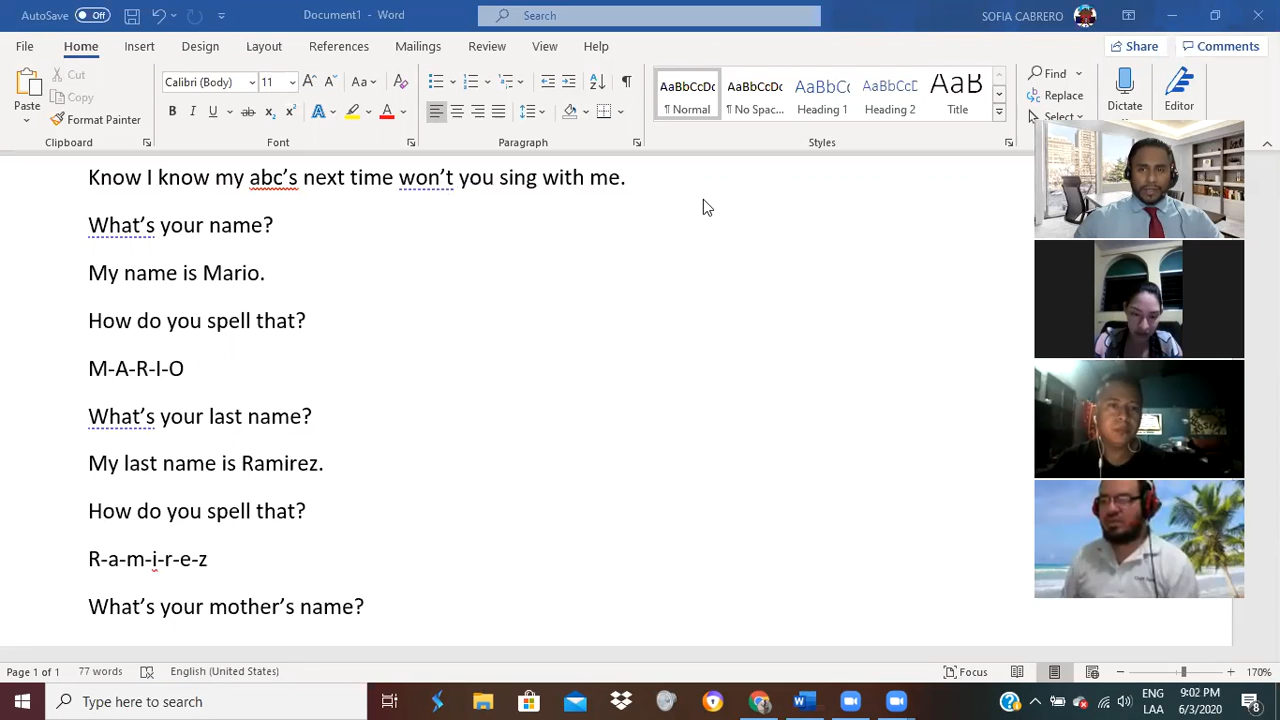 AutoSave Off Document1 - Word Search SOFIA CABRERO
File Home Insert Design Layout References Mailings Review View Help Share Comments
Paste Cut Copy Format Painter
Calibri (Body) 11
AaBbCcDc AaBbCcDc AaBbCc AaBbCcE AaB
¶ Normal ¶ No Spac... Heading 1 Heading 2 Title
Find Replace Select Dictate Editor
Clipboard Font Paragraph Styles
Know I know my abc’s next time won’t you sing with me.
What’s your name?
My name is Mario.
How do you spell that?
M-A-R-I-O
What’s your last name?
My last name is Ramirez.
How do you spell that?
R-a-m-i-r-e-z
What’s your mother’s name?
Page 1 of 1 77 words English (United States) Focus 170%
Type here to search ENG LAA 9:02 PM 6/3/2020 8